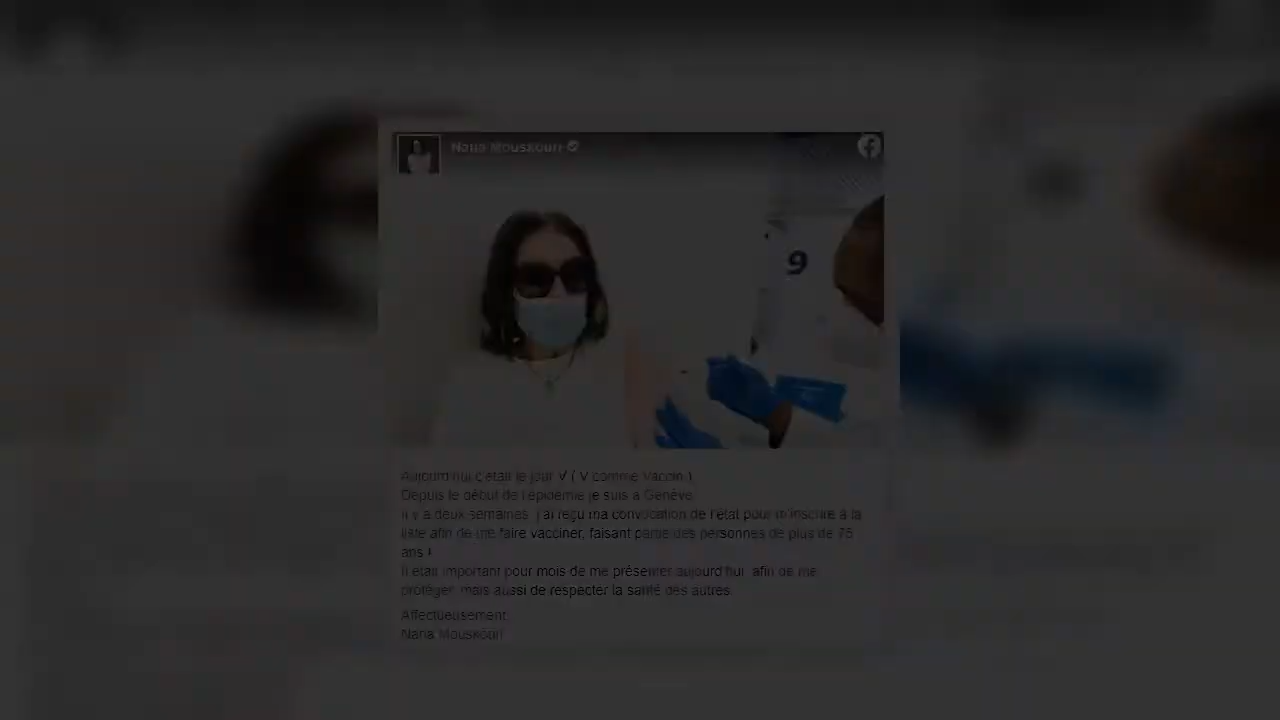 Nana Mouskouri
9
Aujourd'hui c'était le jour V ( V comme Vaccin )
Depuis le début de l'épidémie je suis à Genève
Il y a deux semaines, j'ai reçu ma convocation de l'état pour m'inscrire à la
liste afin de me faire vacciner, faisant partie des personnes de plus de 75
ans !
Il était important pour mois de me présenter aujourd'hui, afin de me
protéger, mais aussi de respecter la santé des autres.
Affectueusement,
Nana Mouskouri